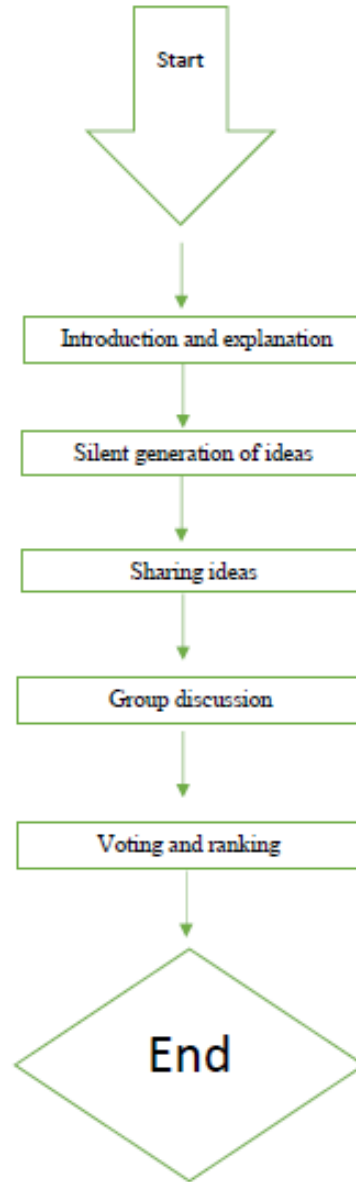 Start
Introduction and explanation
Silent generation of ideas
Sharing ideas
Group discussion
Voting and ranking
End